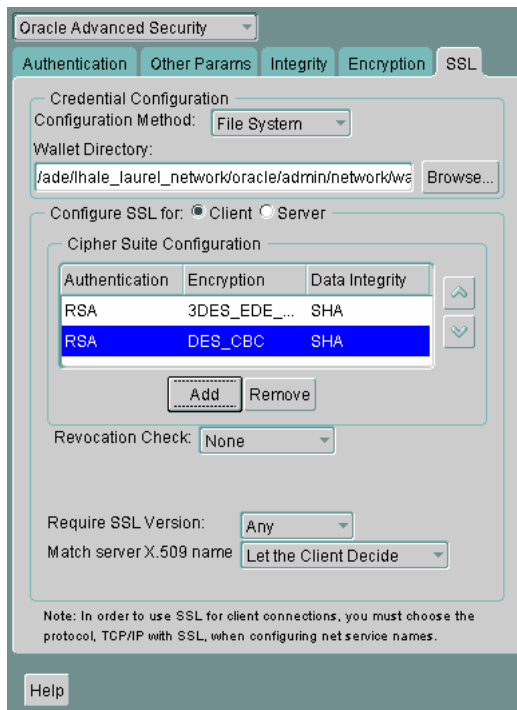 Oracle Advanced Security
Authentication Other Params Integrity Encryption SSL
Credential Configuration
Configuration Method: File System
Wallet Directory:
/ade/lhale_laurel_network/oracle/admin/network/wa Browse...
Configure SSL for: Client Server
Cipher Suite Configuration
Authentication Encryption Data Integrity
RSA 3DES_EDE_... SHA
RSA DES_CBC SHA
Add Remove
Revocation Check: None
Require SSL Version: Any
Match server X.509 name Let the Client Decide
Note: In order to use SSL for client connections, you must choose the
protocol, TCP/IP with SSL, when configuring net service names.
Help